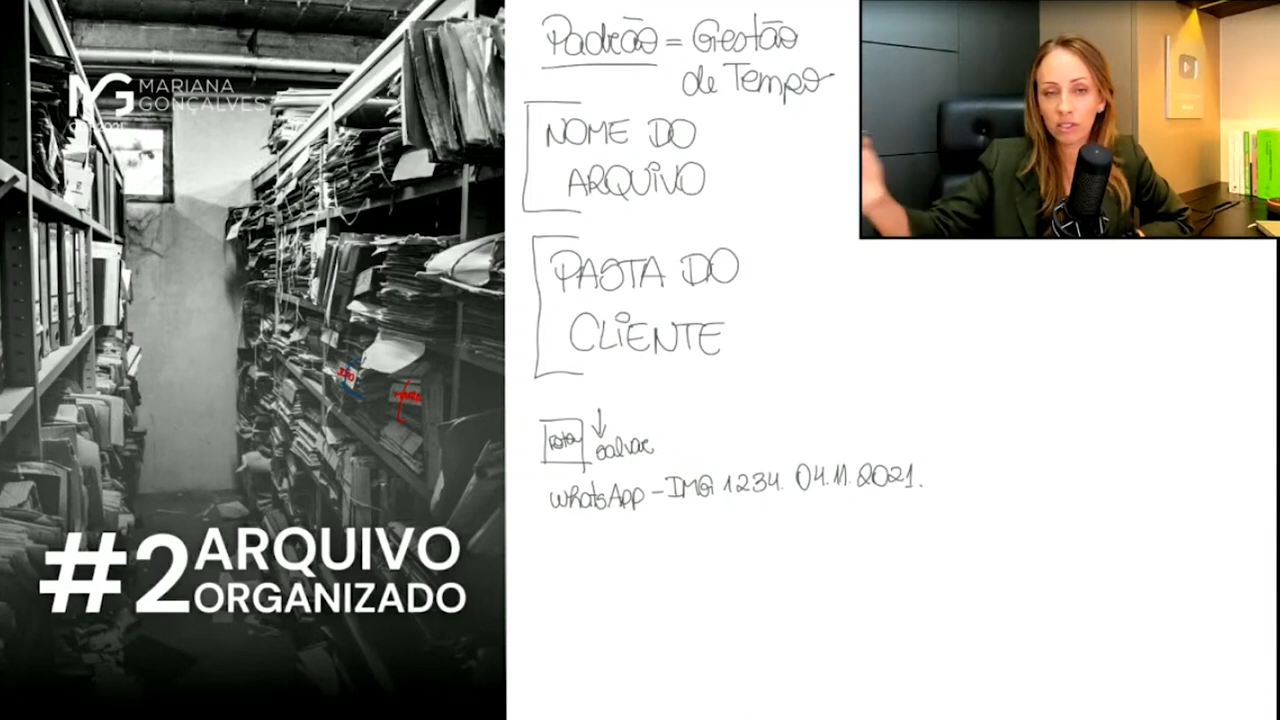 MG MARIANA
GONÇALVES
#2 ARQUIVO
ORGANIZADO
Padrão = Gestão
de Tempo
NOME DO
ARQUIVO
PASTA DO
CLIENTE
foto
salvar
WhatsApp - IMG 1234. 04.11.2021.